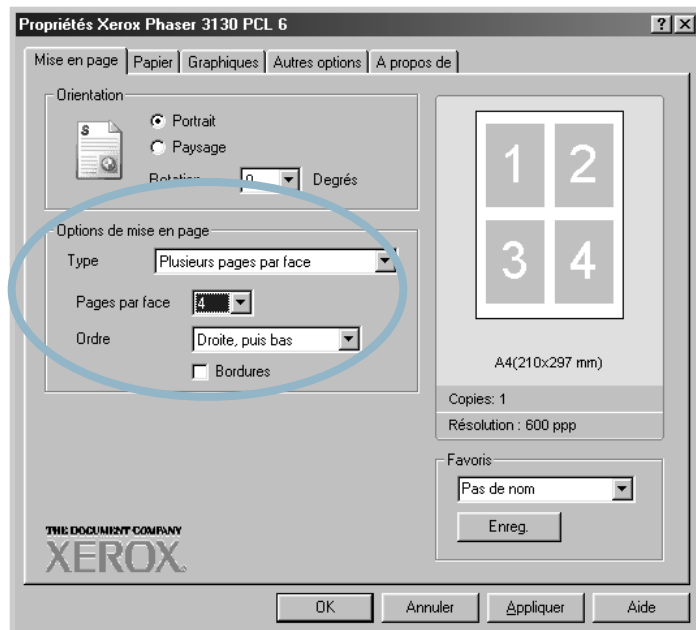 Propriétés Xerox Phaser 3130 PCL 6
Mise en page Papier Graphiques Autres options A propos de
Orientation
S
Portrait
Paysage
Rotation 0 Degrés
Options de mise en page
Type Plusieurs pages par face
Pages par face 4
Ordre Droite, puis bas
Bordures
1 2
3 4
A4(210x297 mm)
Copies: 1
Résolution : 600 ppp
Favoris
Pas de nom
Enreg.
THE DOCUMENT COMPANY
XEROX.
OK Annuler Appliquer Aide